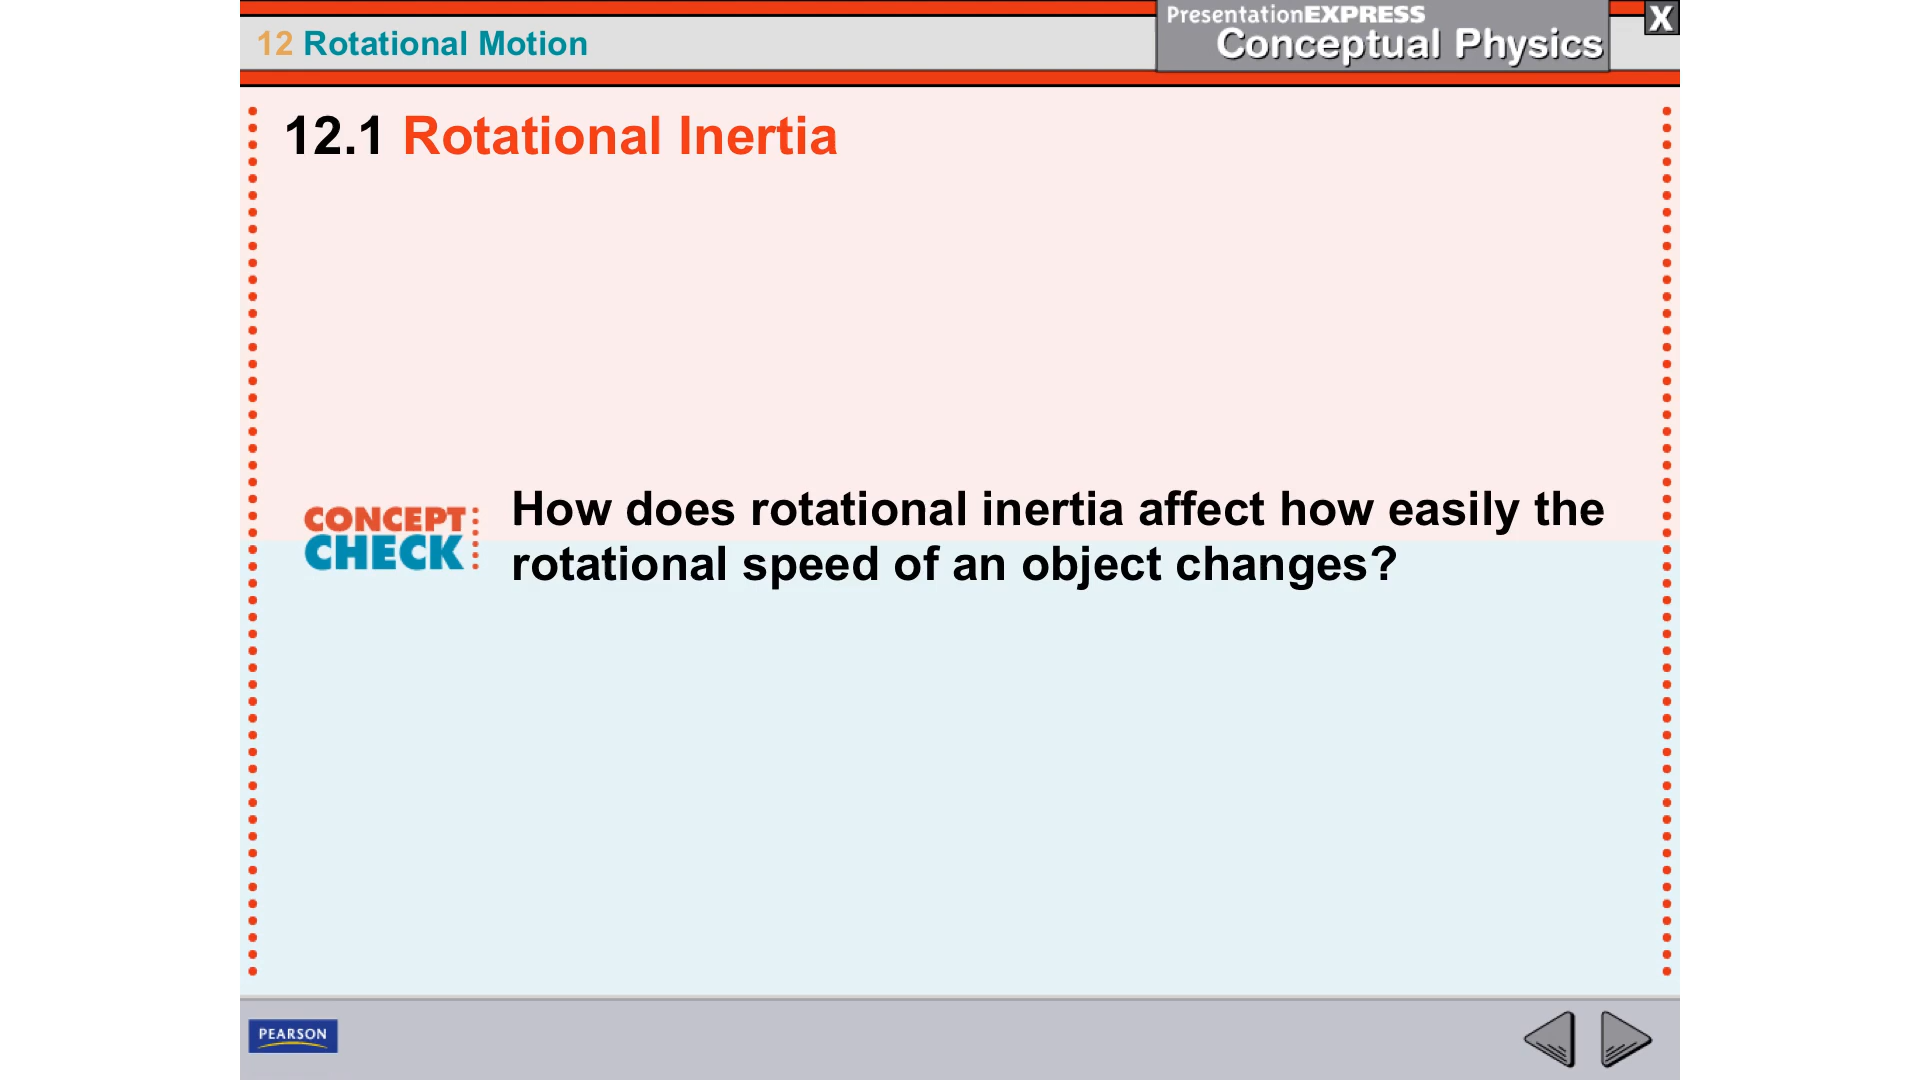 12 Rotational Motion
PresentationEXPRESS
Conceptual Physics
X
12.1 Rotational Inertia
CONCEPT
CHECK
How does rotational inertia affect how easily the
rotational speed of an object changes?
PEARSON